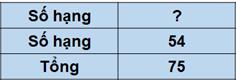 Số hạng ?
Số hạng 54
Tổng 75